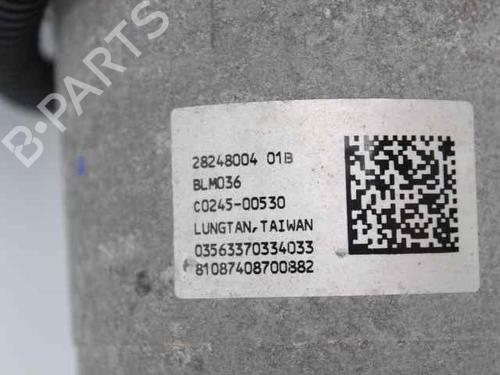 B-PARTS
28248004 01B
BLM036
C0245-00530
LUNGTAN,TAIWAN
03563370334033
81087408700882